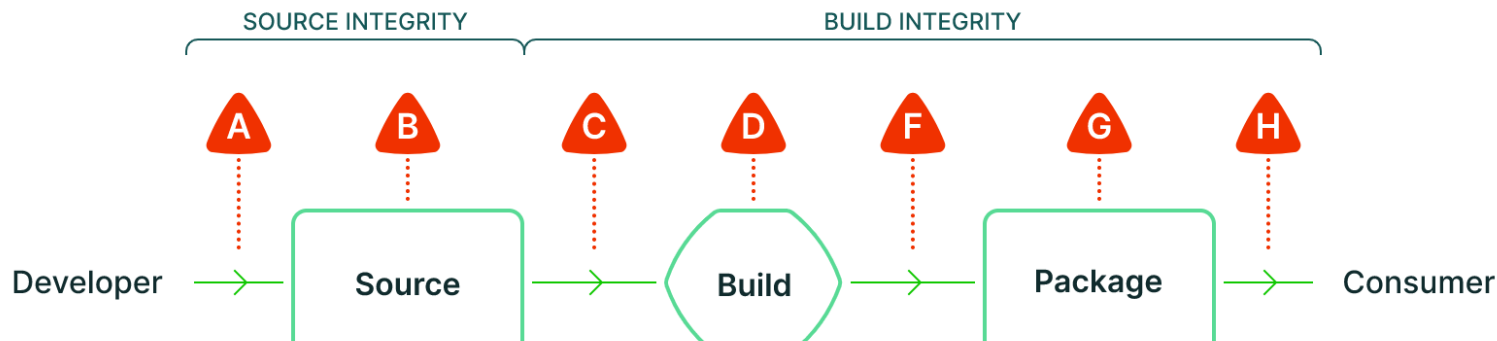 SOURCE INTEGRITY BUILD INTEGRITY
A B C D F G H
Developer Source Build Package Consumer